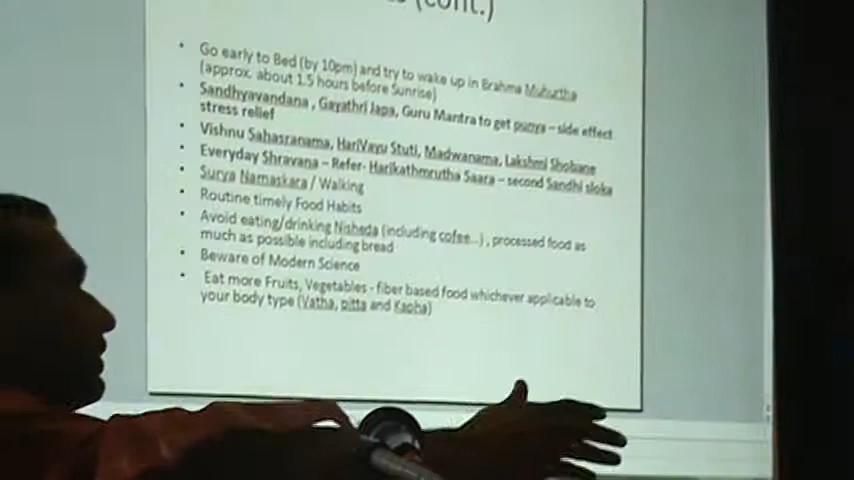 (cont.)
• Go early to Bed (by 10pm) and try to wake up in Brahma Muhurtha
(approx. about 1.5 hours before Sunrise)
• Sandhyavandana , Gayathri Japa, Guru Mantra to get punya – side effect
stress relief
• Vishnu Sahasranama, HariVayu Stuti, Madwanama, Lakshmi Shobane
• Everyday Shravana – Refer- Harikathmrutha Saara – second Sandhi sloka
• Surya Namaskara / Walking
• Routine timely Food Habits
• Avoid eating/drinking Nisheda (including cofee...) , processed food as
much as possible including bread
• Beware of Modern Science
• Eat more Fruits, Vegetables - fiber based food whichever applicable to
your body type (Vatha, pitta and Kapha)